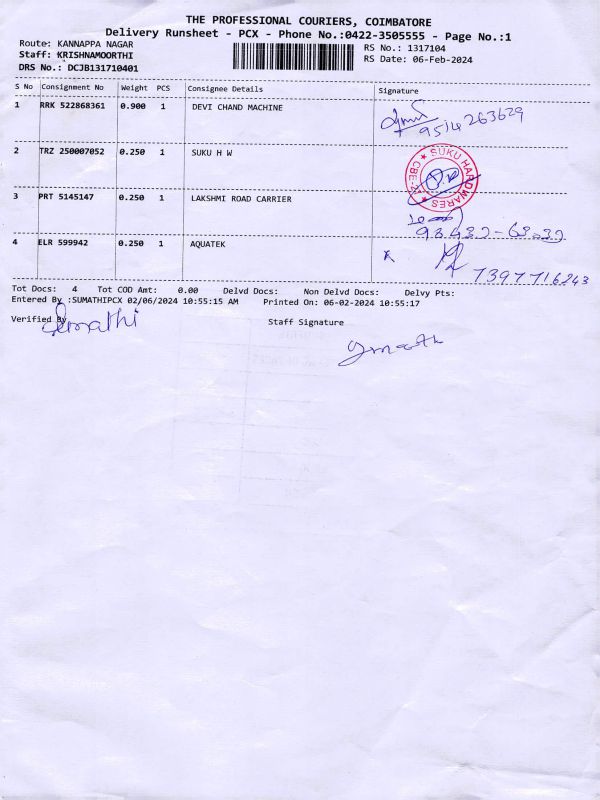 THE PROFESSIONAL COURIERS, COIMBATORE
Delivery Runsheet - PCX - Phone No.:0422-3505555 - Page No.:1
Route: KANNAPPA NAGAR
RS No.: 1317104
Staff: KRISHNAMOORTHI
RS Date: 06-Feb-2024
DRS No.: DCJB131710401
S No Consignment No Weight PCS Consignee Details Signature
1 RRK 522868361 0.900 1 DEVI CHAND MACHINE
9514263629
2 TRZ 250007052 0.250 1 SUKU H W
SUKU HARDWARES ★ CBE-2 ★
3 PRT 5145147 0.250 1 LAKSHMI ROAD CARRIER
4 ELR 599942 0.250 1 AQUATEK
7397716243
Tot Docs: 4 Tot COD Amt: 0.00 Delvd Docs: Non Delvd Docs: Delvy Pts:
Entered By :SUMATHIPCX 02/06/2024 10:55:15 AM Printed On: 06-02-2024 10:55:17
Verified By
Staff Signature